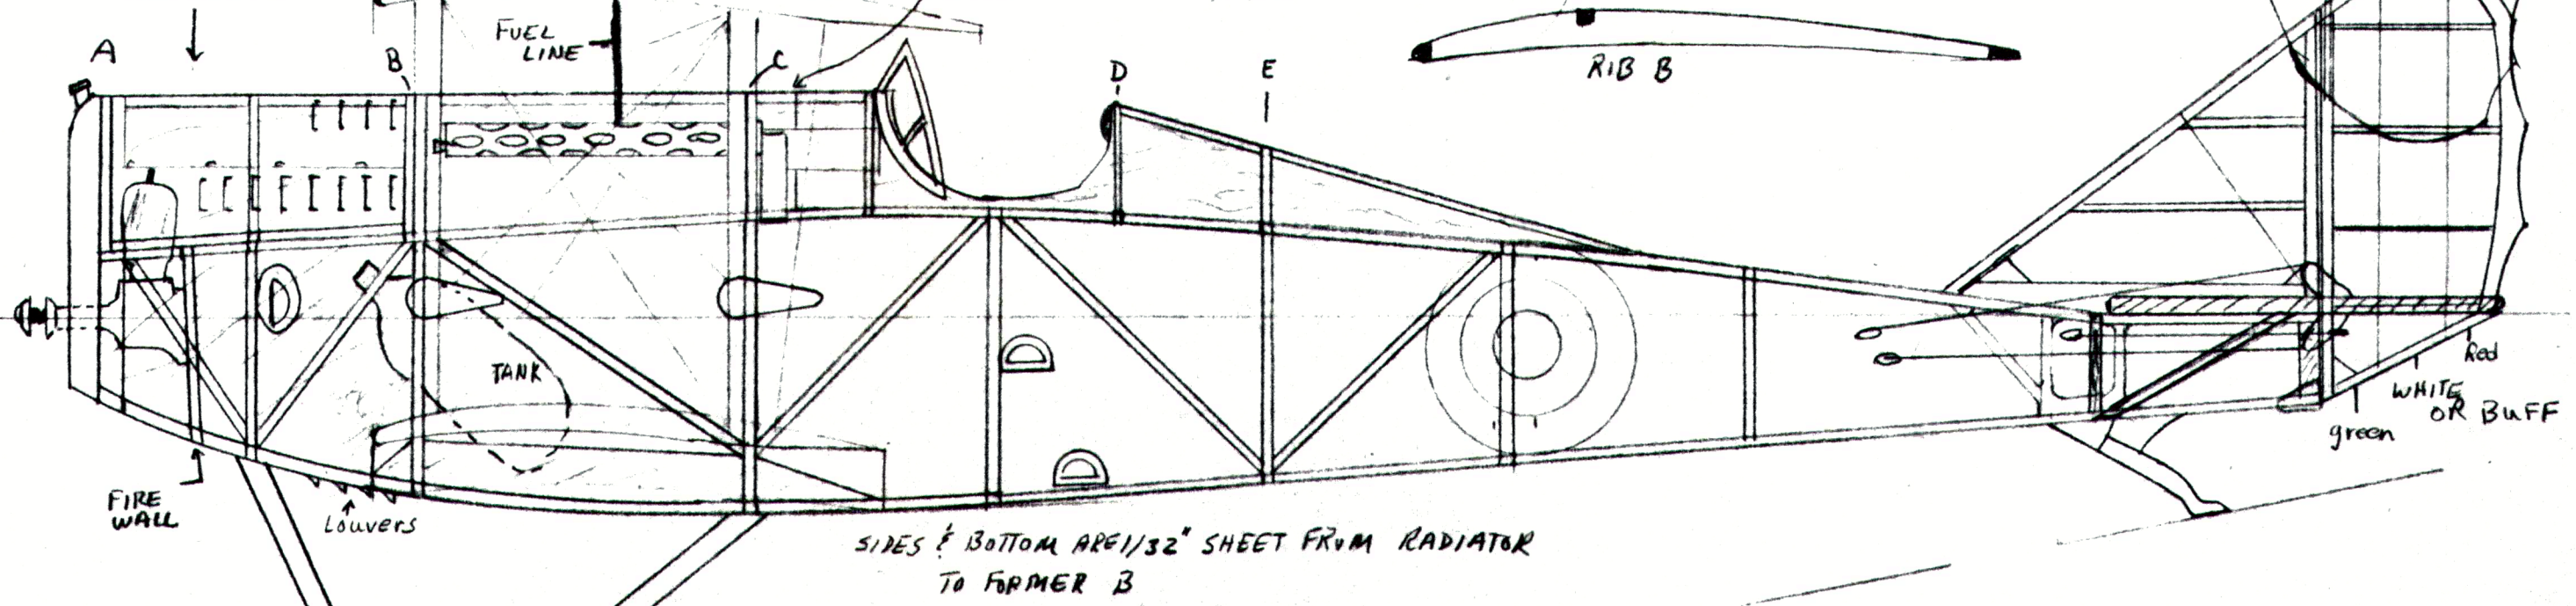 A
B
FUEL
LINE
C
D
E
RIB B
TANK
FIRE
WALL
Louvers
SIDES & BOTTOM ARE 1/32" SHEET FRUM RADIATOR
TO FORMER B
Red
WHITE
OR BUFF
green